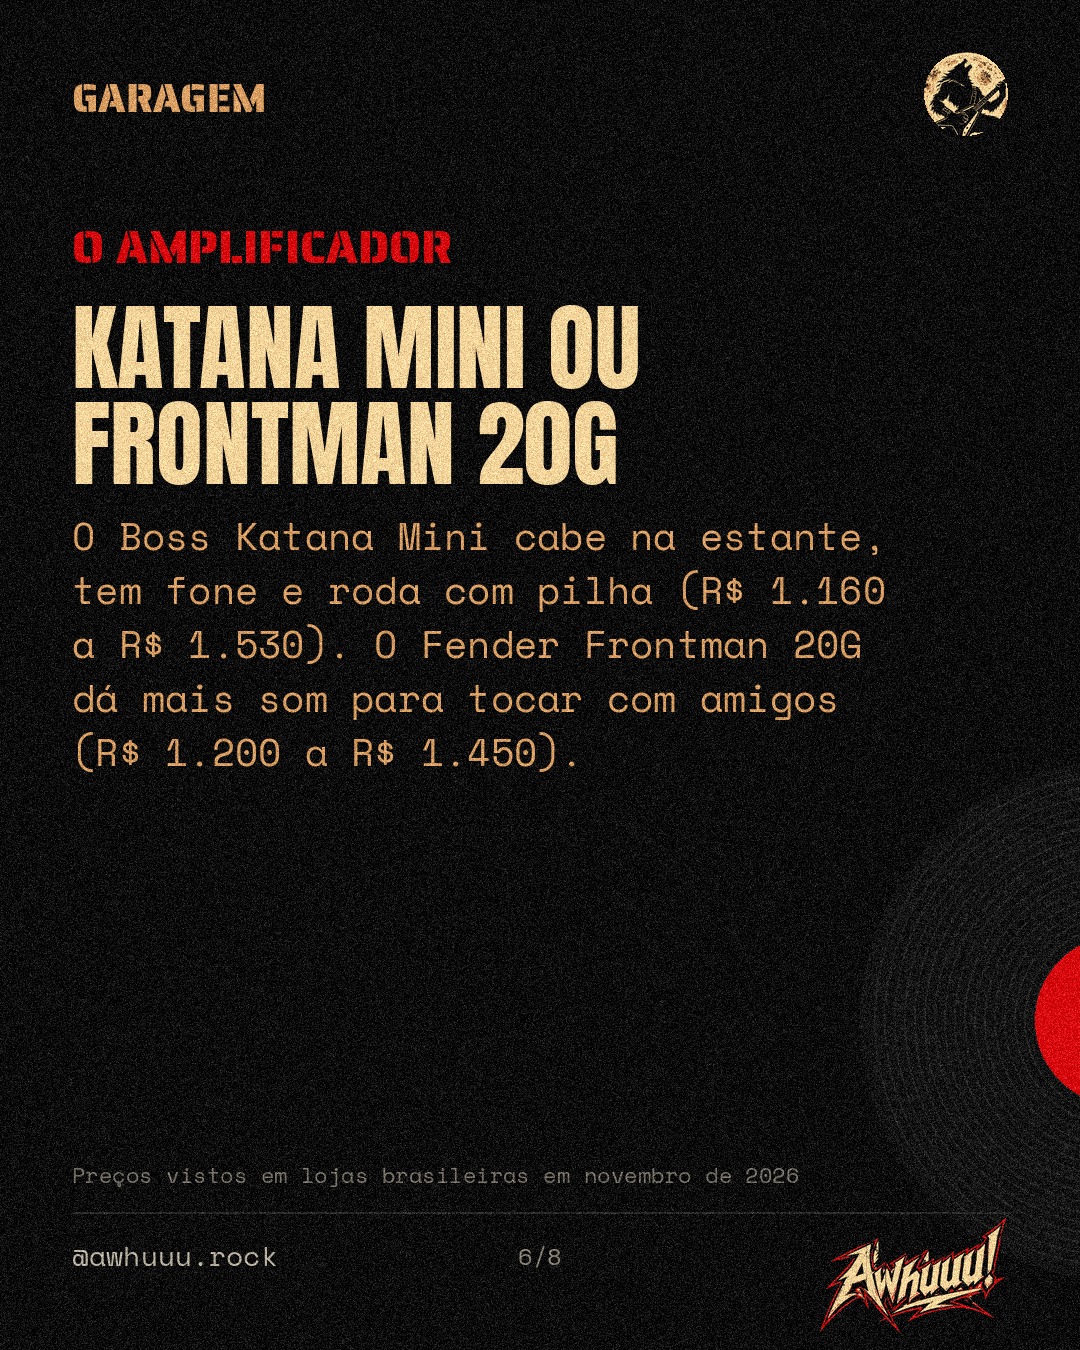 GARAGEM
O AMPLIFICADOR
KATANA MINI OU
FRONTMAN 20G
O Boss Katana Mini cabe na estante,
tem fone e roda com pilha (R$ 1.160
a R$ 1.530). O Fender Frontman 20G
dá mais som para tocar com amigos
(R$ 1.200 a R$ 1.450).
Preços vistos em lojas brasileiras em novembro de 2026
@awhuuu.rock
6/8
Awhuuu!